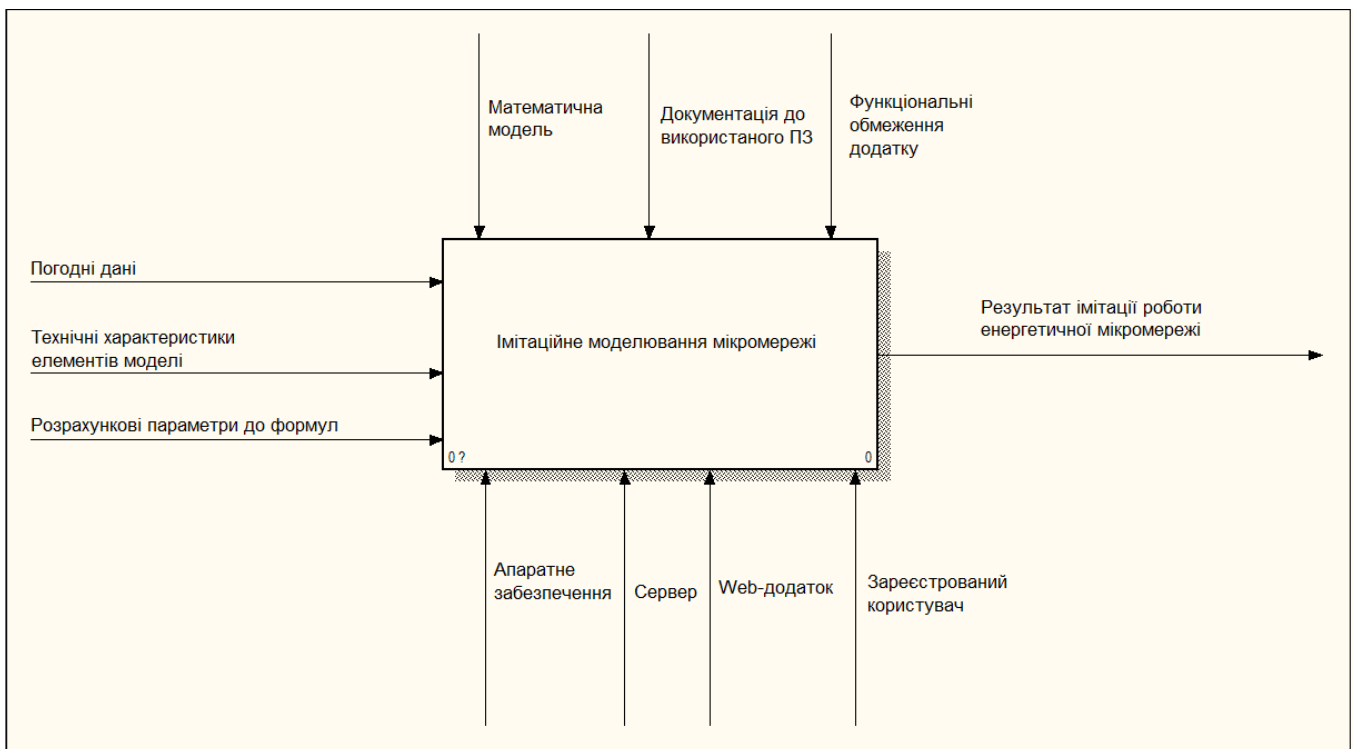 Математична
модель
Документація до
використаного ПЗ
Функціональні
обмеження
додатку
Погодні дані
Технічні характеристики
елементів моделі
Розрахункові параметри до формул
Імітаційне моделювання мікромережі
0 ?
0
Результат імітації роботи
енергетичної мікромережі
Апаратне
забезпечення
Сервер
Web-додаток
Зареєстрований
користувач